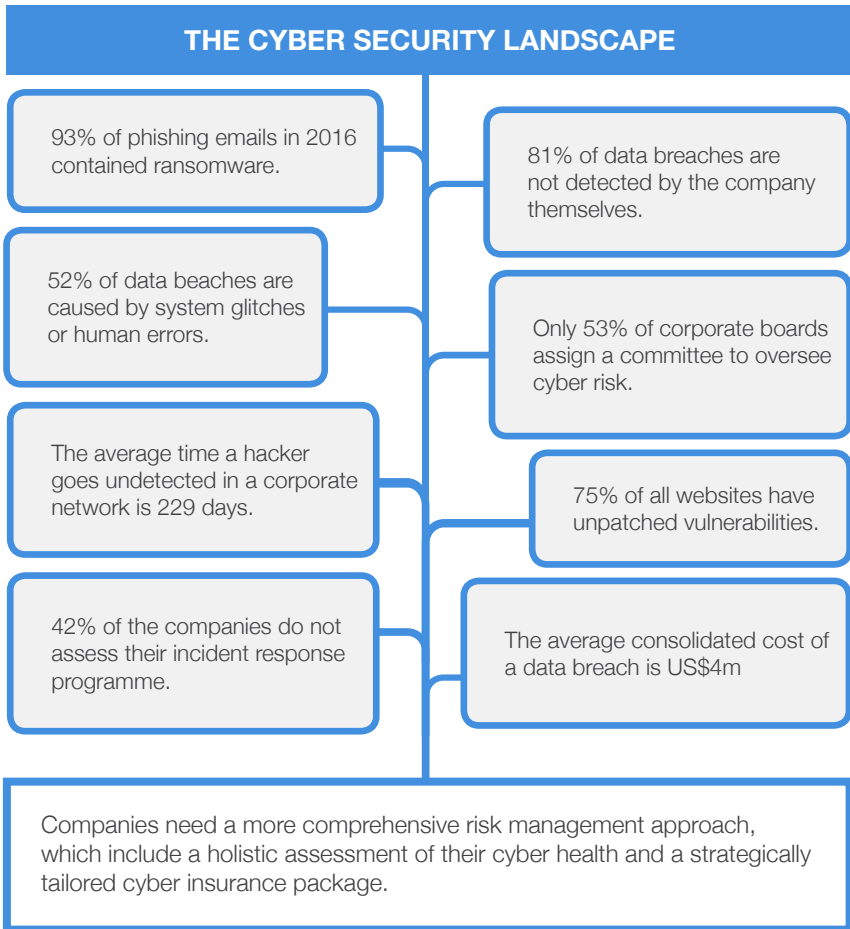 THE CYBER SECURITY LANDSCAPE
93% of phishing emails in 2016
contained ransomware.
81% of data breaches are
not detected by the company
themselves.
52% of data beaches are
caused by system glitches
or human errors.
Only 53% of corporate boards
assign a committee to oversee
cyber risk.
The average time a hacker
goes undetected in a corporate
network is 229 days.
75% of all websites have
unpatched vulnerabilities.
42% of the companies do not
assess their incident response
programme.
The average consolidated cost of
a data breach is US$4m
Companies need a more comprehensive risk management approach,
which include a holistic assessment of their cyber health and a strategically
tailored cyber insurance package.